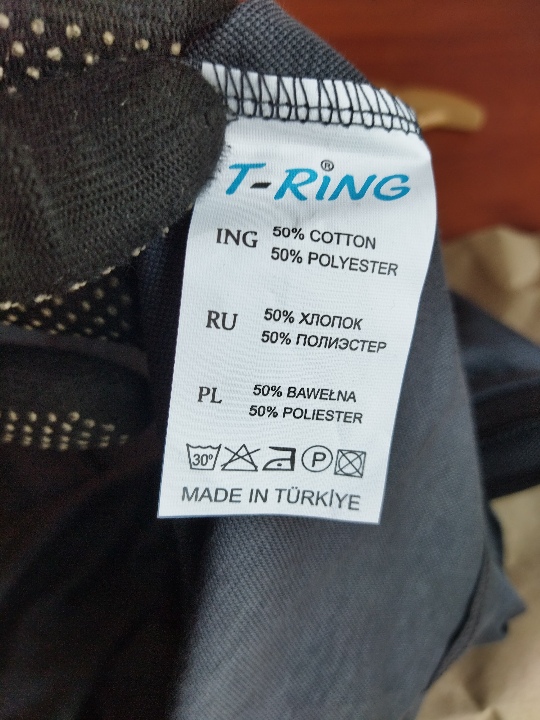 T-RiNG®
ING 50% COTTON
50% POLYESTER
RU 50% ХЛОПОК
50% ПОЛИЭСТЕР
PL 50% BAWEŁNA
50% POLIESTER
30° P
MADE IN TÜRKİYE